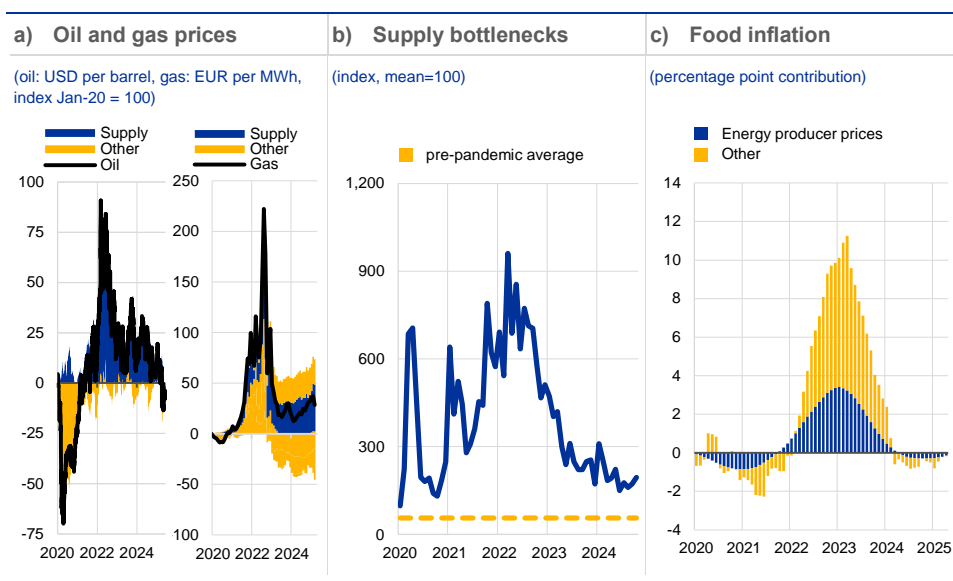 a) Oil and gas prices
(oil: USD per barrel, gas: EUR per MWh,
index Jan-20 = 100)
Supply
Other
Oil
100
75
50
25
0
-25
-50
-75
2020 2022 2024
Supply
Other
Gas
250
200
150
100
50
0
-50
100
2020 2022 2024
b) Supply bottlenecks
(index, mean=100)
pre-pandemic average
1,200
900
600
300
0
2020 2021 2022 2023 2024
c) Food inflation
(percentage point contribution)
Energy producer prices
Other
14
12
10
8
6
4
2
0
-2
-4
2020 2021 2022 2023 2024 2025